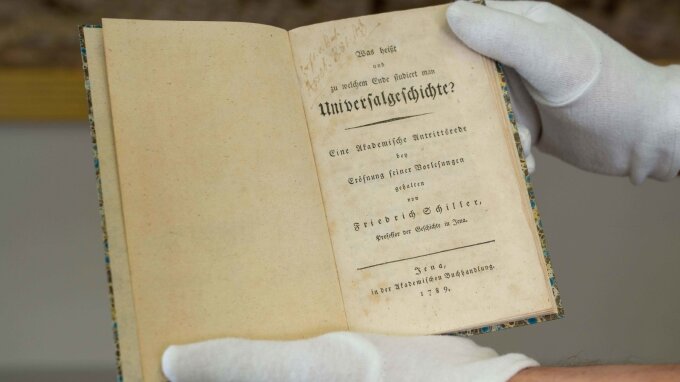 Was heißt
und
zu welchem Ende studiert man
Universalgeschichte?
Eine Akademische Antrittsrede
bey
Eröfnung seiner Vorlesungen
gehalten
von
Friedrich Schiller,
Professor der Geschichte in Jena.
Jena,
in der Akademischen Buchhandlung.
1789.